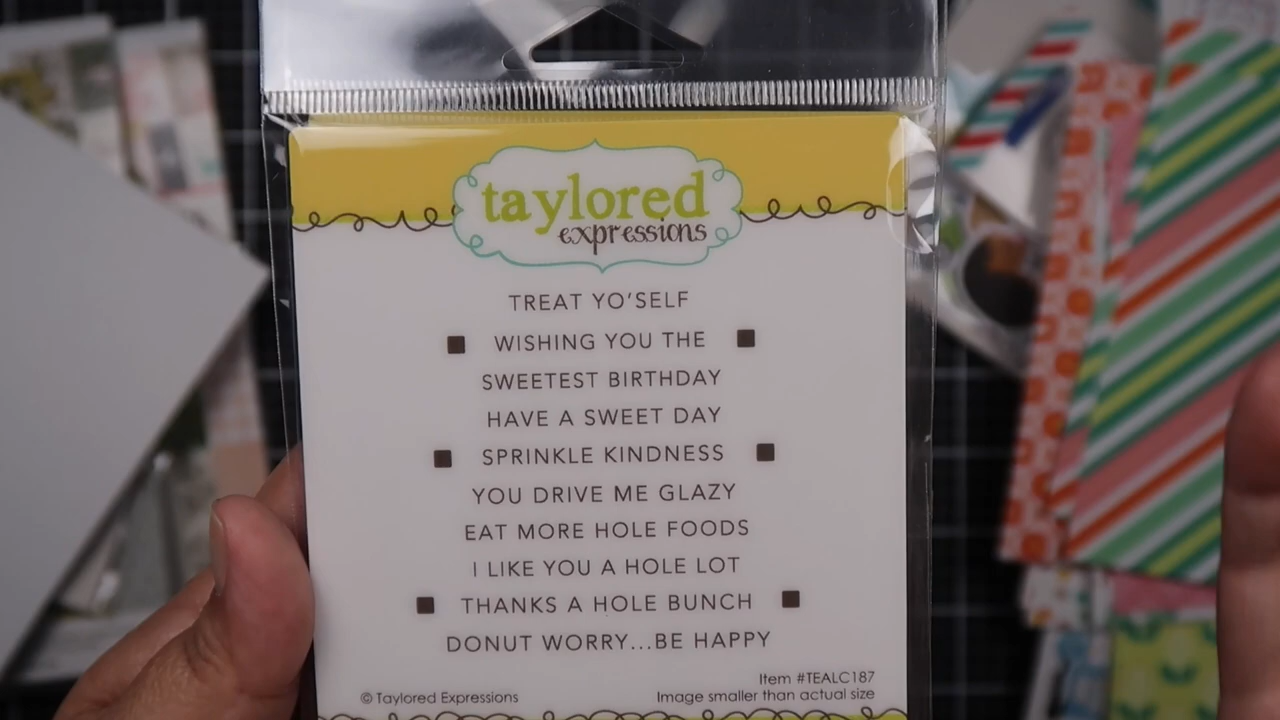 taylored
expressions
TREAT YO'SELF
WISHING YOU THE
SWEETEST BIRTHDAY
HAVE A SWEET DAY
SPRINKLE KINDNESS
YOU DRIVE ME GLAZY
EAT MORE HOLE FOODS
I LIKE YOU A HOLE LOT
THANKS A HOLE BUNCH
DONUT WORRY...BE HAPPY
Item #TEALC187
© Taylored Expressions
Image smaller than actual size